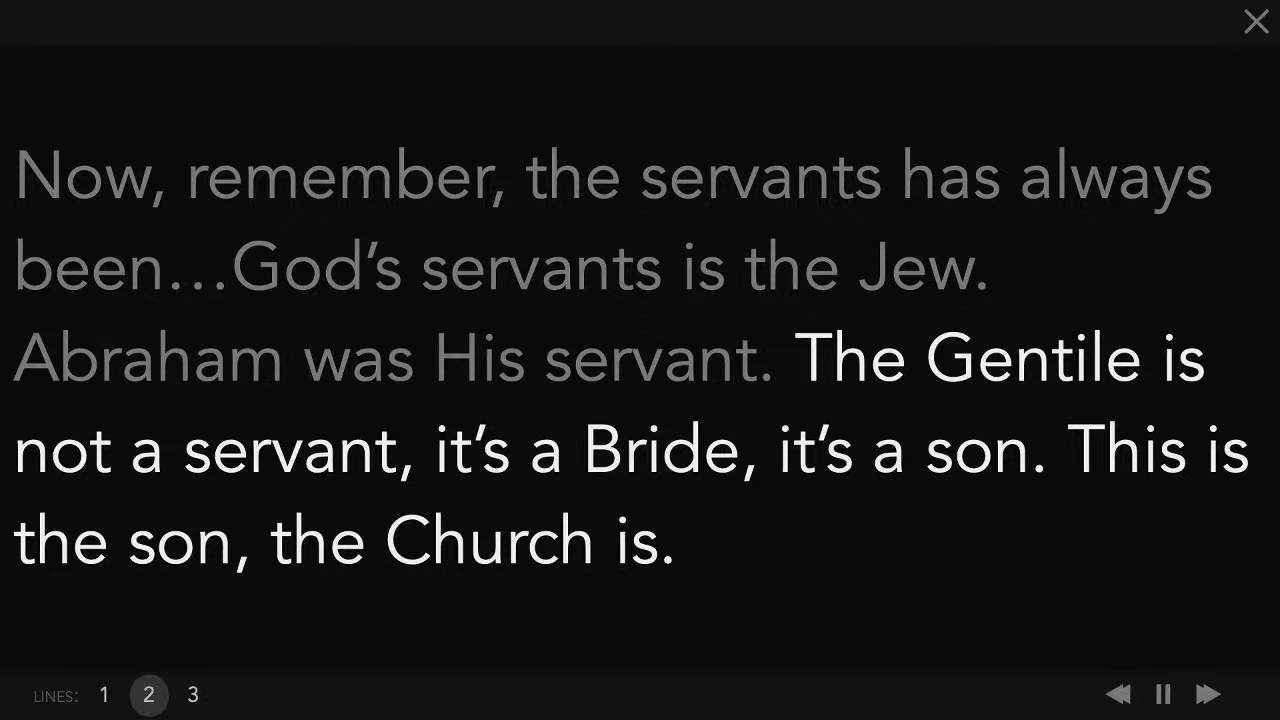 Now, remember, the servants has always
been…God’s servants is the Jew.
Abraham was His servant. The Gentile is
not a servant, it’s a Bride, it’s a son. This is
the son, the Church is.
LINES: 1 2 3